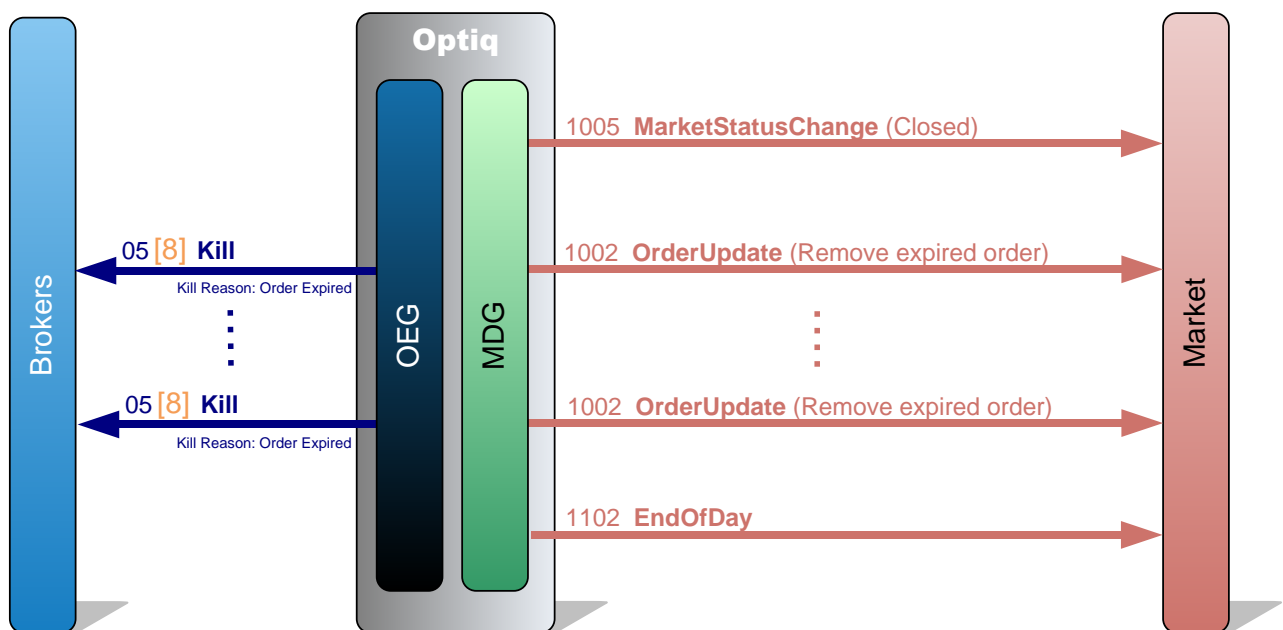 Optiq
1005 MarketStatusChange (Closed)
05 [8] Kill
1002 OrderUpdate (Remove expired order)
Kill Reason: Order Expired
Brokers
OEG
MDG
Market
05 [8] Kill
1002 OrderUpdate (Remove expired order)
Kill Reason: Order Expired
1102 EndOfDay